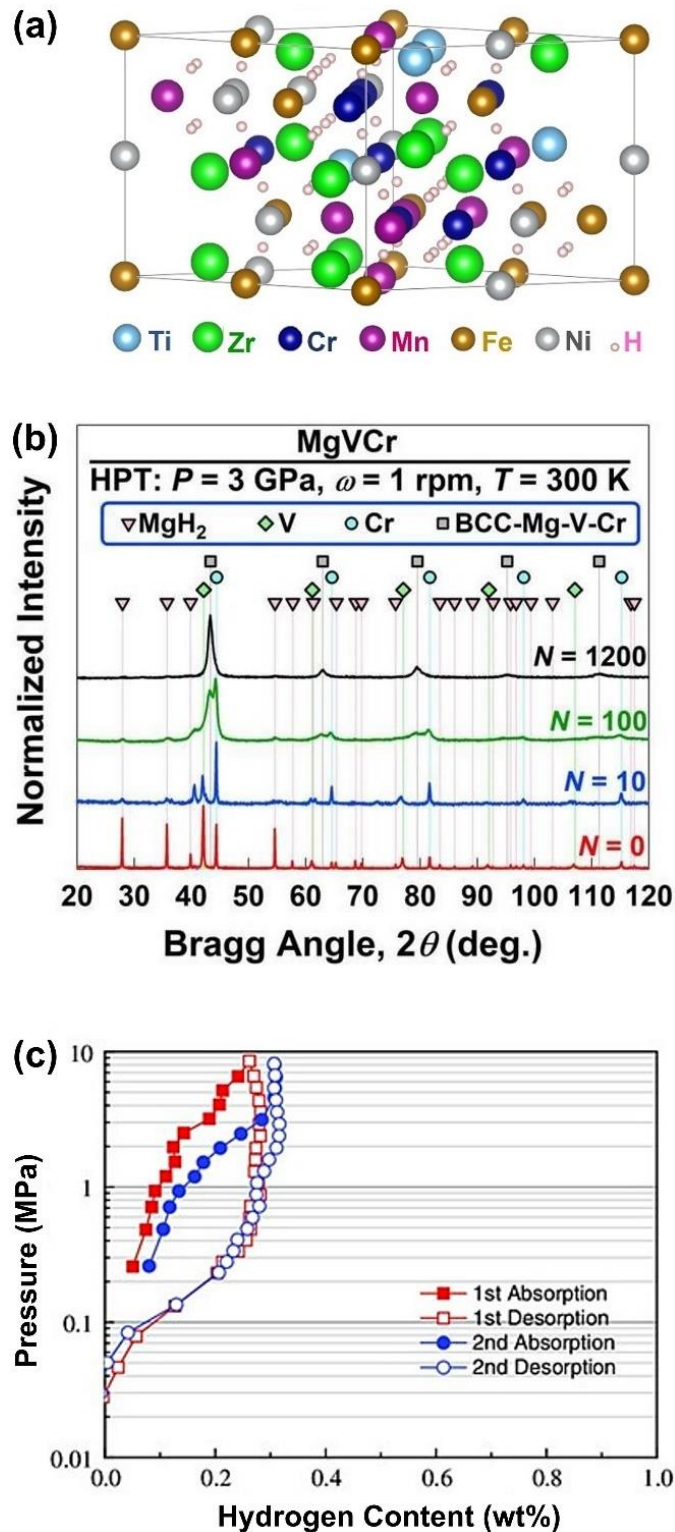 (a)
Ti Zr Cr Mn Fe Ni H
(b)
MgVCr
HPT: P = 3 GPa, ω = 1 rpm, T = 300 K
MgH₂ V Cr BCC-Mg-V-Cr
Normalized Intensity
N = 1200
N = 100
N = 10
N = 0
20 30 40 50 60 70 80 90 100 110 120
Bragg Angle, 2θ (deg.)
(c)
10
1
0.1
0.01
Pressure (MPa)
1st Absorption
1st Desorption
2nd Absorption
2nd Desorption
0.0 0.2 0.4 0.6 0.8 1.0
Hydrogen Content (wt%)